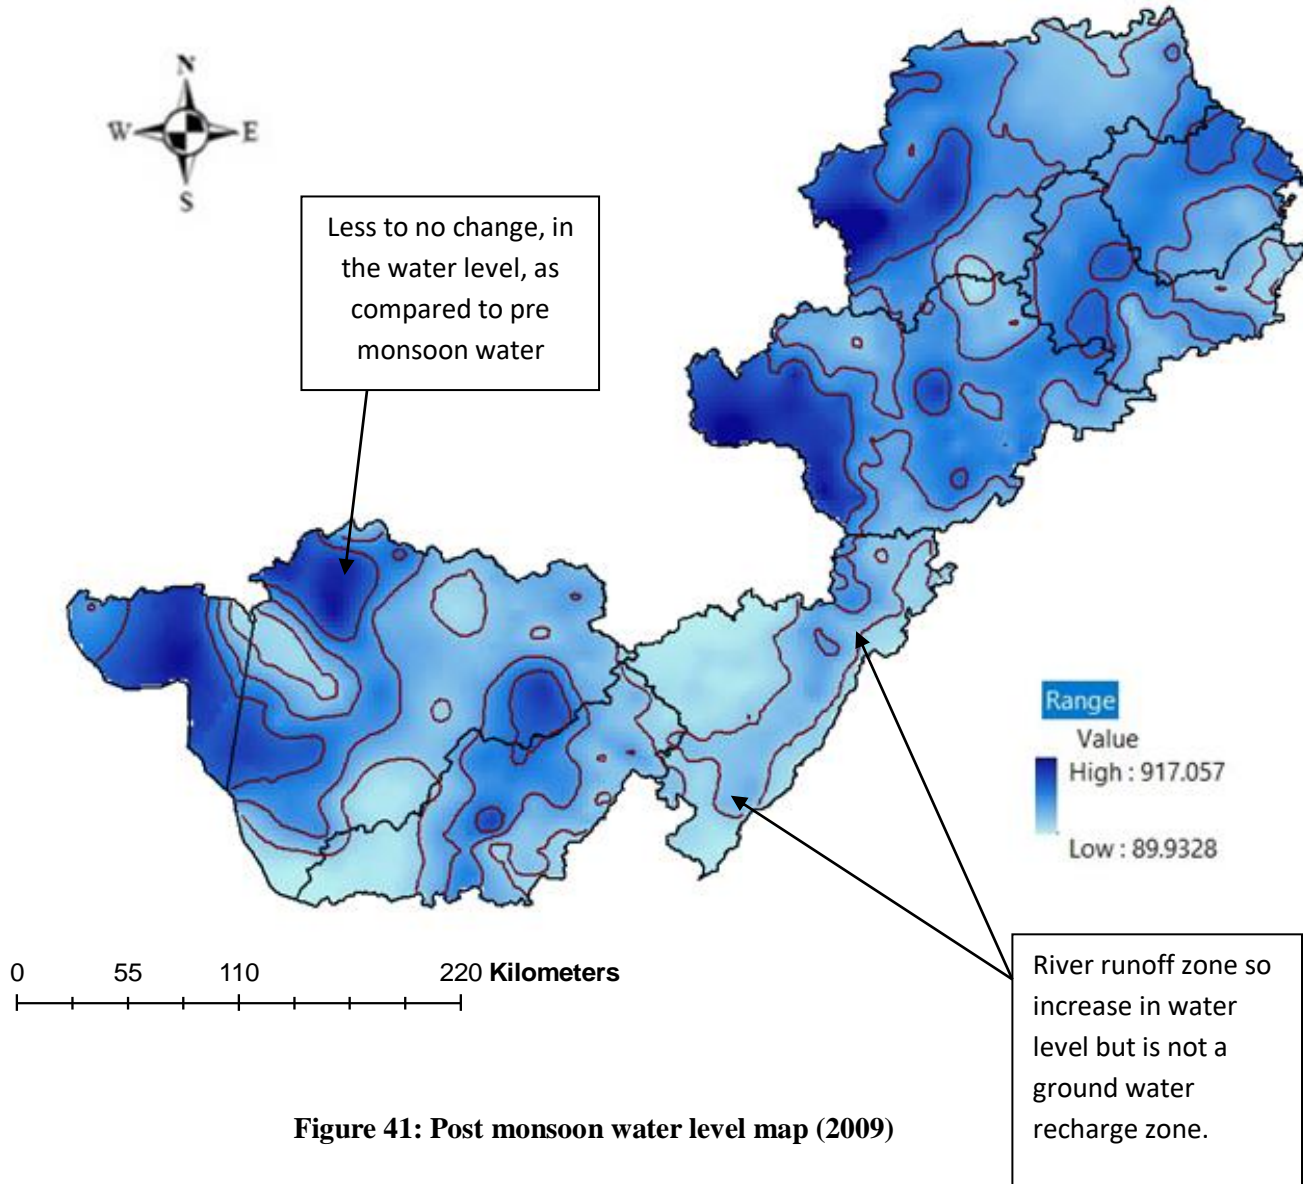 N
W E
S
Less to no change, in
the water level, as
compared to pre
monsoon water
Range
Value
High : 917.057
Low : 89.9328
0 55 110 220 Kilometers
River runoff zone so
increase in water
level but is not a
ground water
recharge zone.
Figure 41: Post monsoon water level map (2009)